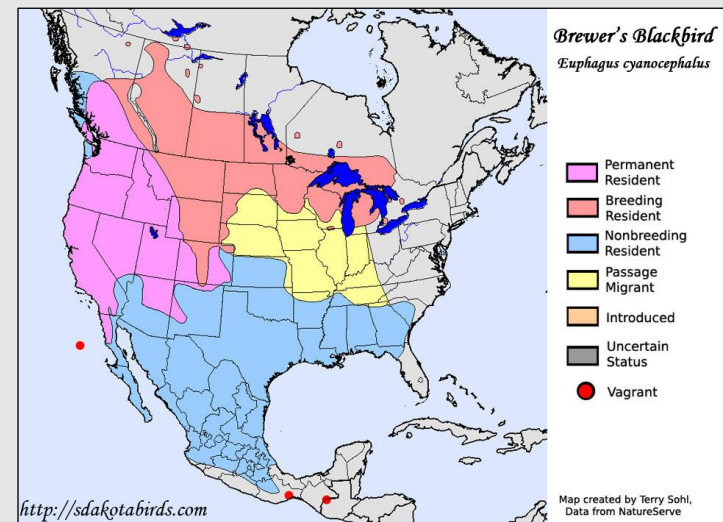 Brewer's Blackbird
Euphagus cyanocephalus
Permanent
Resident
Breeding
Resident
Nonbreeding
Resident
Passage
Migrant
Introduced
Uncertain
Status
Vagrant
http://sdakotabirds.com
Map created by Terry Sohl,
Data from NatureServe